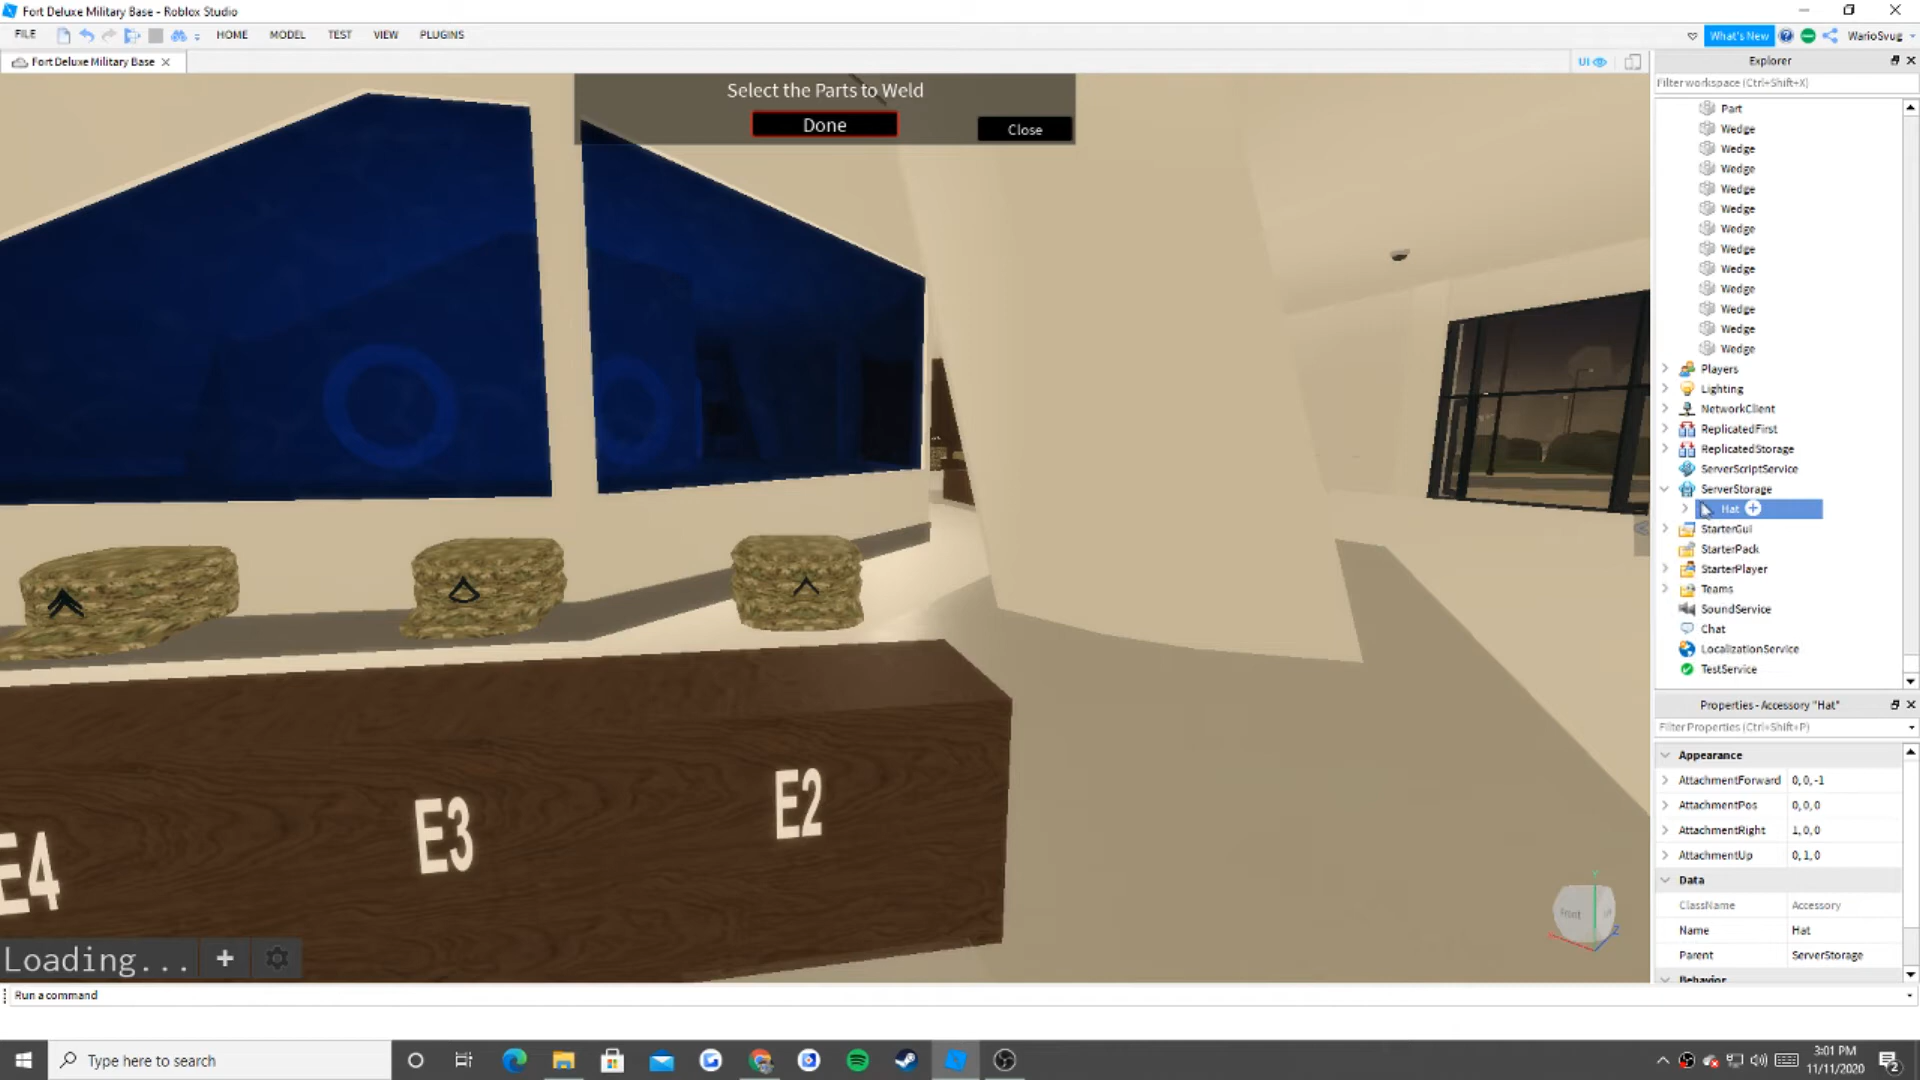 Fort Deluxe Military Base - Roblox Studio
FILE
HOME
MODEL
TEST
VIEW
PLUGINS
What's New
WarioSvug
Fort Deluxe Military Base
UI
Select the Parts to Weld
Done
Close
E4
E3
E2
Front
Y
Z
Loading...
+
Run a command
Explorer
Filter workspace (Ctrl+Shift+X)
Part
Wedge
Wedge
Wedge
Wedge
Wedge
Wedge
Wedge
Wedge
Wedge
Wedge
Wedge
Wedge
Players
Lighting
NetworkClient
ReplicatedFirst
ReplicatedStorage
ServerScriptService
ServerStorage
Hat
StarterGui
StarterPack
StarterPlayer
Teams
SoundService
Chat
LocalizationService
TestService
Properties - Accessory "Hat"
Filter Properties (Ctrl+Shift+P)
Appearance
AttachmentForward 0, 0, -1
AttachmentPos 0, 0, 0
AttachmentRight 1, 0, 0
AttachmentUp 0, 1, 0
Data
ClassName Accessory
Name Hat
Parent ServerStorage
Behavior
Type here to search
3:01 PM
11/11/2020
2